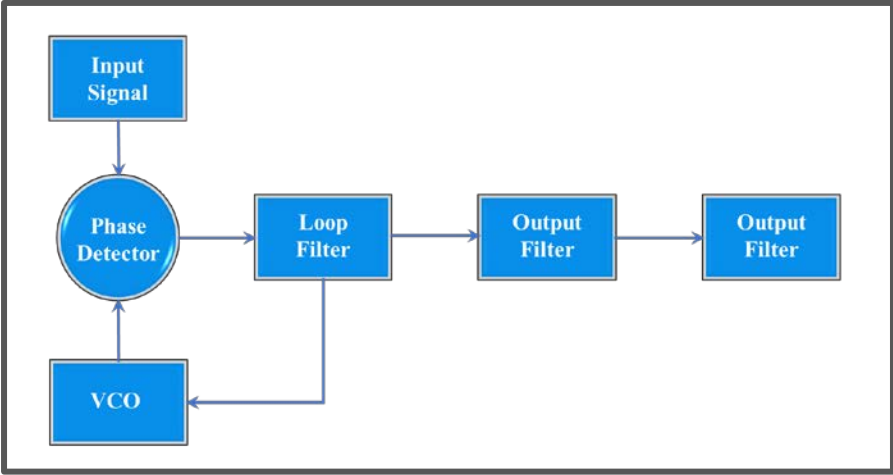 Input
Signal
Phase
Detector
Loop
Filter
Output
Filter
Output
Filter
VCO